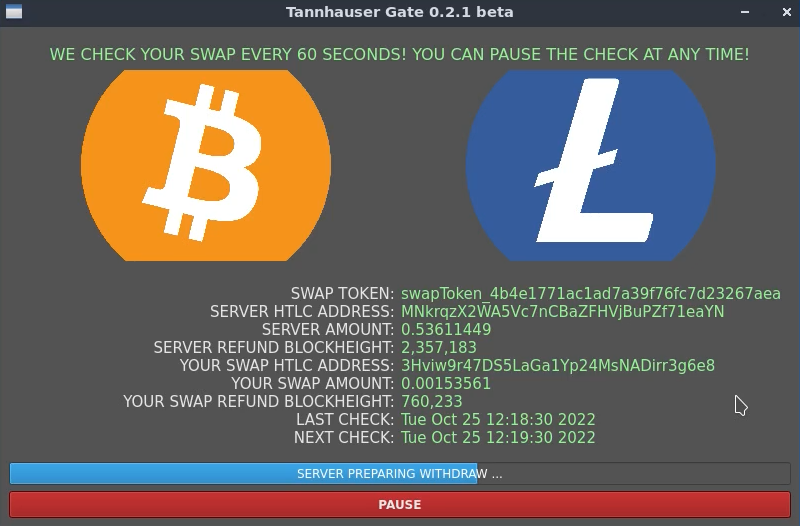 Tannhauser Gate 0.2.1 beta
WE CHECK YOUR SWAP EVERY 60 SECONDS! YOU CAN PAUSE THE CHECK AT ANY TIME!
SWAP TOKEN: swapToken_4b4e1771ac1ad7a39f76fc7d23267aea
SERVER HTLC ADDRESS: MNkrqzX2WA5Vc7nCBaZFHVjBuPZf71eaYN
SERVER AMOUNT: 0.53611449
SERVER REFUND BLOCKHEIGHT: 2,357,183
YOUR SWAP HTLC ADDRESS: 3Hviw9r47DS5LaGa1Yp24MsNADirr3g6e8
YOUR SWAP AMOUNT: 0.00153561
YOUR SWAP REFUND BLOCKHEIGHT: 760,233
LAST CHECK: Tue Oct 25 12:18:30 2022
NEXT CHECK: Tue Oct 25 12:19:30 2022
SERVER PREPARING WITHDRAW ...
PAUSE